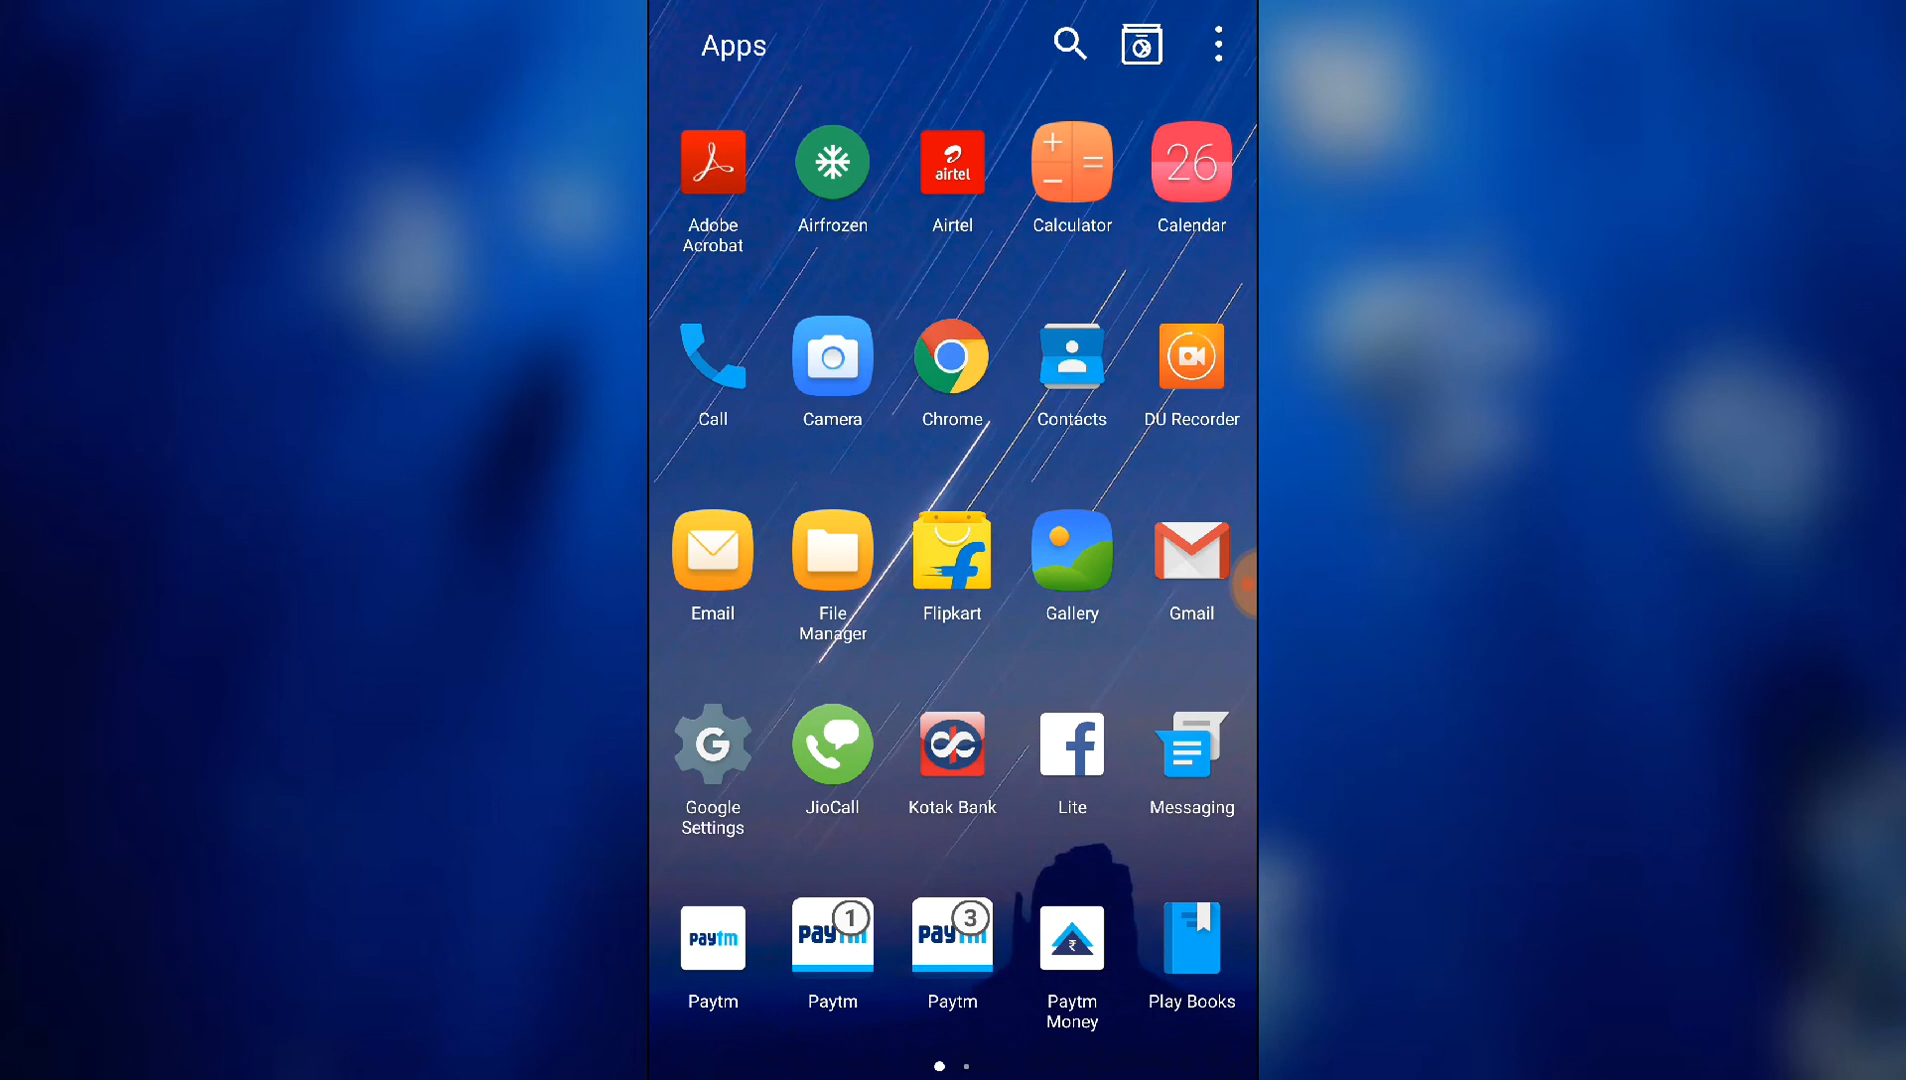 Apps
airtel
26
Adobe
Acrobat
Airfrozen
Airtel
Calculator
Calendar
Call
Camera
Chrome
Contacts
DU Recorder
Email
File
Manager
Flipkart
Gallery
Gmail
G
Google
Settings
JioCall
Kotak Bank
Lite
Messaging
paytm
1
3
₹
Paytm
Paytm
Paytm
Paytm
Money
Play Books